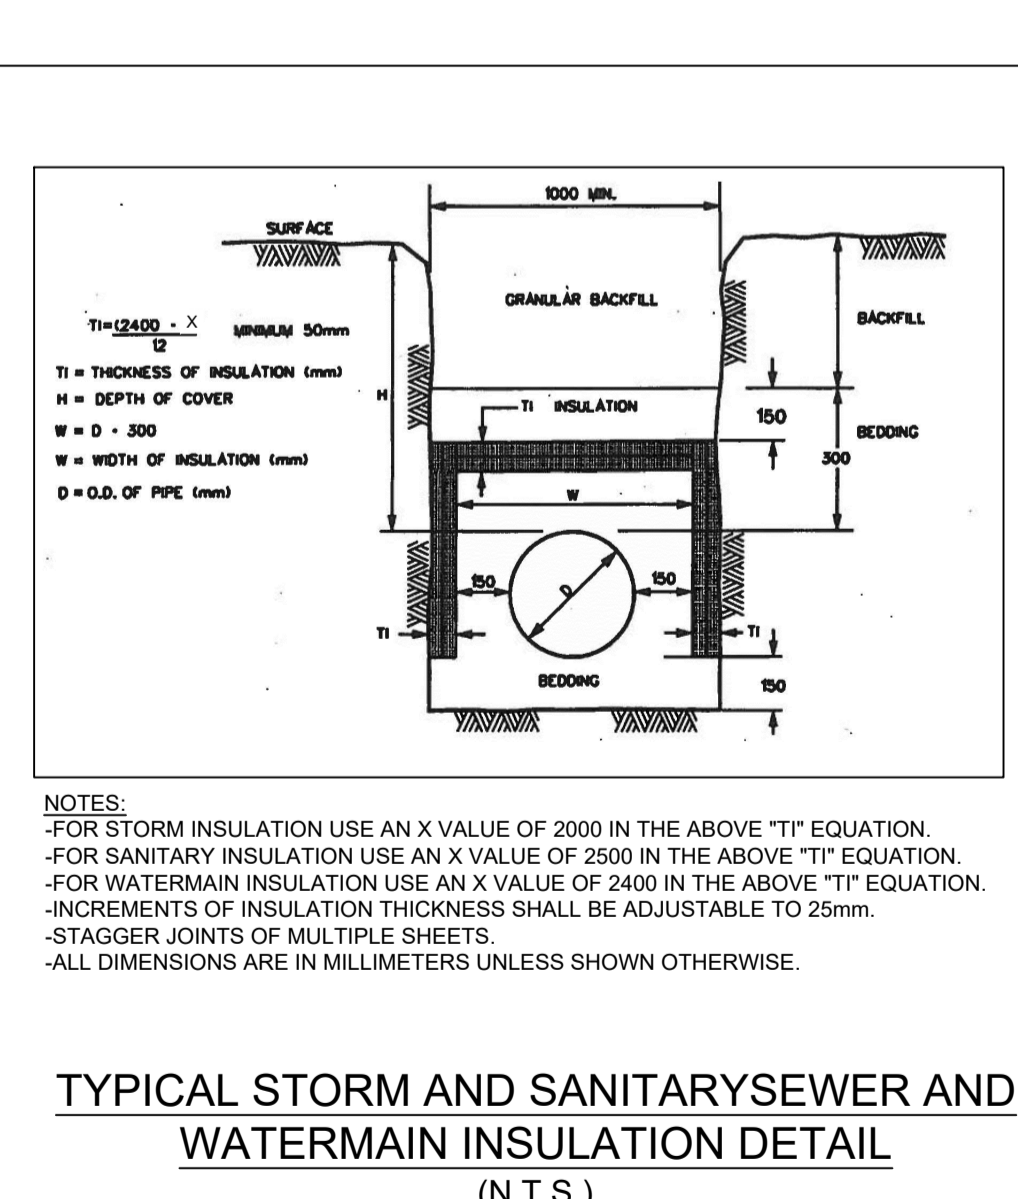 1000 MIN.
SURFACE
GRANULAR BACKFILL
BACKFILL
TI=(2400 - X
12
MINIMUM 50mm
TI = THICKNESS OF INSULATION (mm)
H = DEPTH OF COVER
W = D + 300
W = WIDTH OF INSULATION (mm)
D = O.D. OF PIPE (mm)
H
TI INSULATION
150
BEDDING
300
W
150
D
150
TI
TI
BEDDING
150
NOTES:
-FOR STORM INSULATION USE AN X VALUE OF 2000 IN THE ABOVE "TI" EQUATION.
-FOR SANITARY INSULATION USE AN X VALUE OF 2500 IN THE ABOVE "TI" EQUATION.
-FOR WATERMAIN INSULATION USE AN X VALUE OF 2400 IN THE ABOVE "TI" EQUATION.
-INCREMENTS OF INSULATION THICKNESS SHALL BE ADJUSTABLE TO 25mm.
-STAGGER JOINTS OF MULTIPLE SHEETS.
-ALL DIMENSIONS ARE IN MILLIMETERS UNLESS SHOWN OTHERWISE.
TYPICAL STORM AND SANITARYSEWER AND
WATERMAIN INSULATION DETAIL
(N.T.S.)